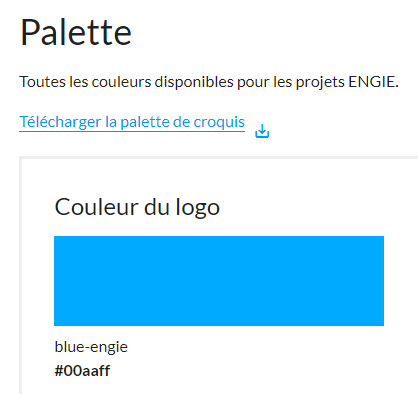 Palette
Toutes les couleurs disponibles pour les projets ENGIE.
Télécharger la palette de croquis
Couleur du logo
blue-engie
#00aaff